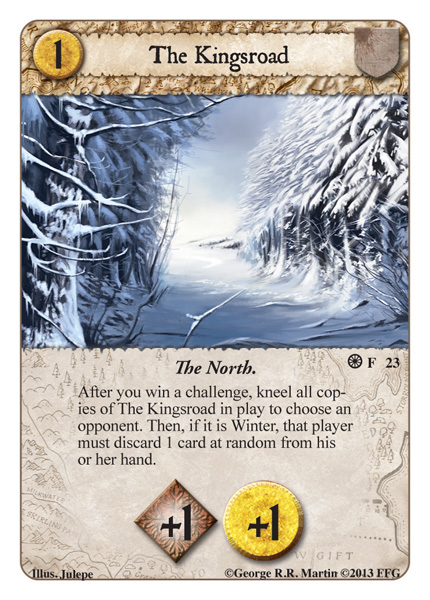 1
The Kingsroad
The North.
F 23
After you win a challenge, kneel all cop-
ies of The Kingsroad in play to choose an
opponent. Then, if it is Winter, that player
must discard 1 card at random from his
or her hand.
MILKWATER
GIFT
+1
+1
Illus. Julepe
©George R.R. Martin ©2013 FFG